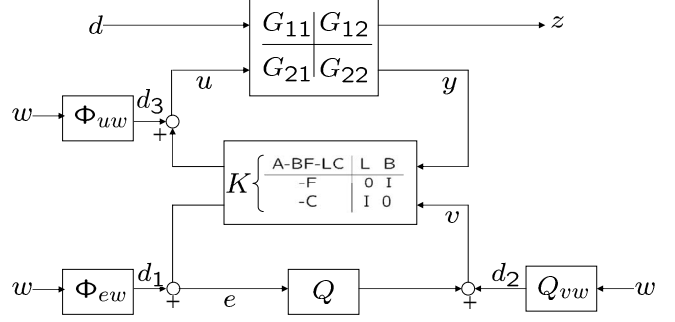 d G₁₁ G₁₂ z
G₂₁ G₂₂
u y
w Φᵤw d₃
+
K A-BF-LC L B
-F 0 I
-C I 0
v
w Φₑw d₁ + e Q + d₂ Qᵥw w